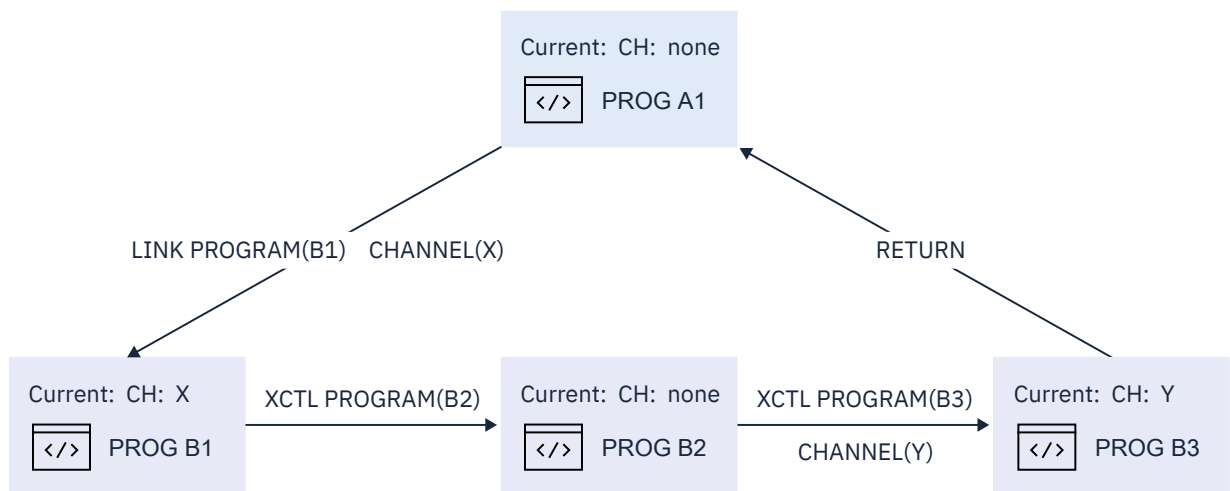 Current: CH: none
</> PROG A1
LINK PROGRAM(B1) CHANNEL(X)
RETURN
Current: CH: X
</> PROG B1
XCTL PROGRAM(B2)
Current: CH: none
</> PROG B2
XCTL PROGRAM(B3)
CHANNEL(Y)
Current: CH: Y
</> PROG B3